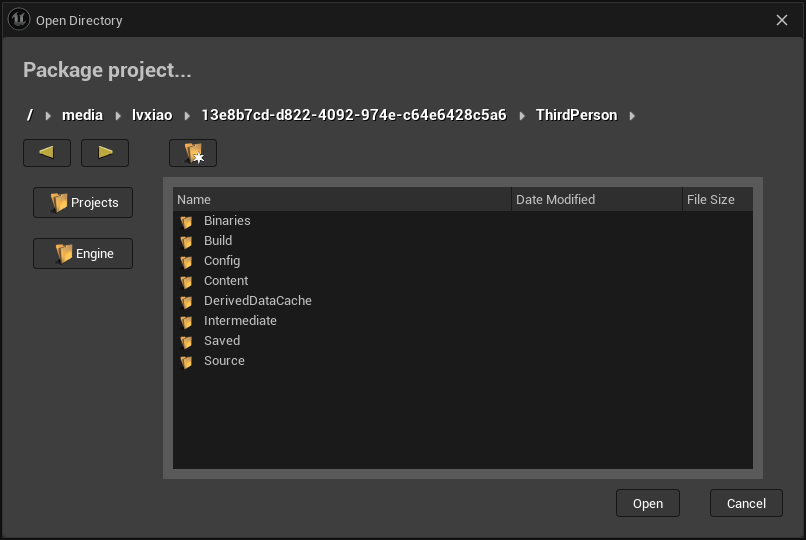 Open Directory
Package project...
/ media lvxiao 13e8b7cd-d822-4092-974e-c64e6428c5a6 ThirdPerson
Projects
Engine
Name Date Modified File Size
Binaries
Build
Config
Content
DerivedDataCache
Intermediate
Saved
Source
Open Cancel